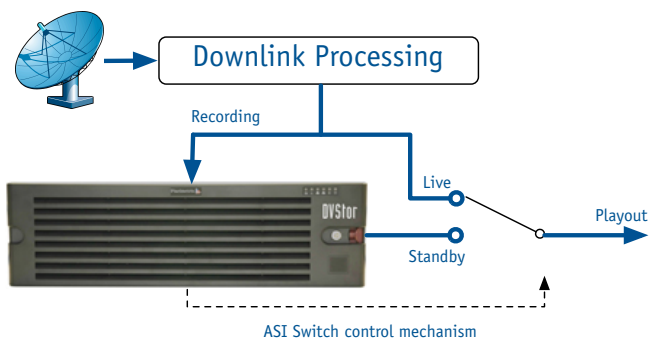 Downlink Processing
Recording
Live
DVStor
Playout
Standby
ASI Switch control mechanism